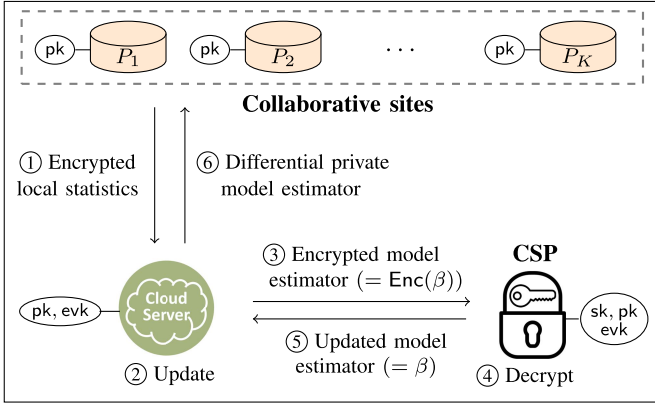 pk P₁ pk P₂ ··· pk P_K
Collaborative sites
① Encrypted
local statistics
⑥ Differential private
model estimator
③ Encrypted model
estimator (= Enc(β))
CSP
pk, evk
Cloud
Server
sk, pk
evk
⑤ Updated model
estimator (= β)
② Update
④ Decrypt